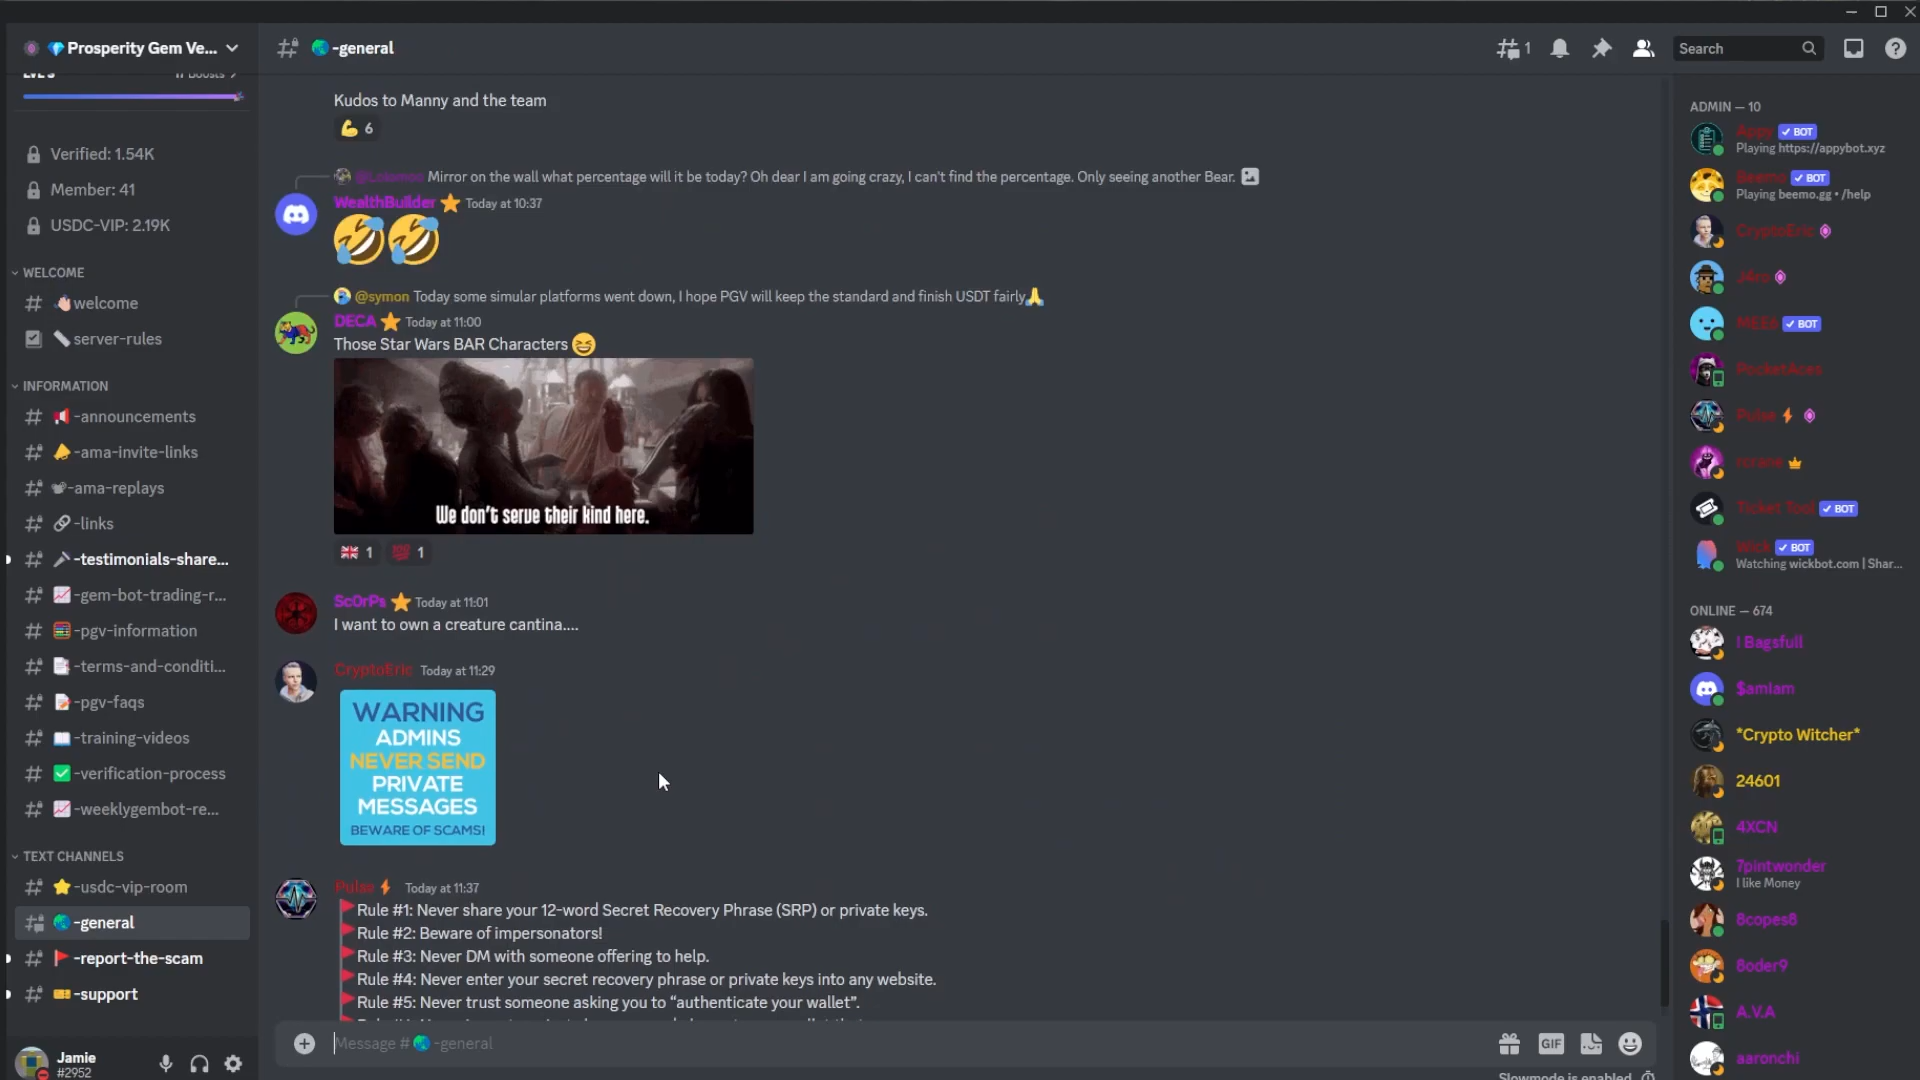 Prosperity Gem Ve...
-general
1
Search
Verified: 1.54K
Member: 41
USDC-VIP: 2.19K
WELCOME
welcome
server-rules
INFORMATION
-announcements
-ama-invite-links
-ama-replays
-links
-testimonials-share...
-gem-bot-trading-r...
-pgv-information
-terms-and-conditi...
-pgv-faqs
-training-videos
-verification-process
-weeklygembot-re...
TEXT CHANNELS
-usdc-vip-room
-general
-report-the-scam
-support
Jamie
#2952
Kudos to Manny and the team
6
Mirror on the wall what percentage will it be today? Oh dear I am going crazy, I can't find the percentage. Only seeing another Bear.
WealthBuilder Today at 10:37
@symon Today some simular platforms went down, I hope PGV will keep the standard and finish USDT fairly
DECA Today at 11:00
Those Star Wars BAR Characters
We don't serve their kind here.
1 1
Sc0rPs Today at 11:01
I want to own a creature cantina....
CryptoEric Today at 11:29
WARNING
ADMINS
NEVER SEND
PRIVATE
MESSAGES
BEWARE OF SCAMS!
Pulse Today at 11:37
Rule #1: Never share your 12-word Secret Recovery Phrase (SRP) or private keys.
Rule #2: Beware of impersonators!
Rule #3: Never DM with someone offering to help.
Rule #4: Never enter your secret recovery phrase or private keys into any website.
Rule #5: Never trust someone asking you to “authenticate your wallet”.
Message # -general
GIF
Slowmode is enabled
ADMIN — 10
Appy BOT
Playing https://appybot.xyz
Beemo BOT
Playing beemo.gg • /help
CryptoEric
MEE6 BOT
PocketAces
Pulse
Ticket Tool BOT
Wick BOT
Watching wickbot.com | Shar...
ONLINE — 674
! Bagsfull
$amIam
*Crypto Witcher*
24601
4XCN
7pintwonder
I like Money
8copes8
8oder9
A.V.A
aaronchi